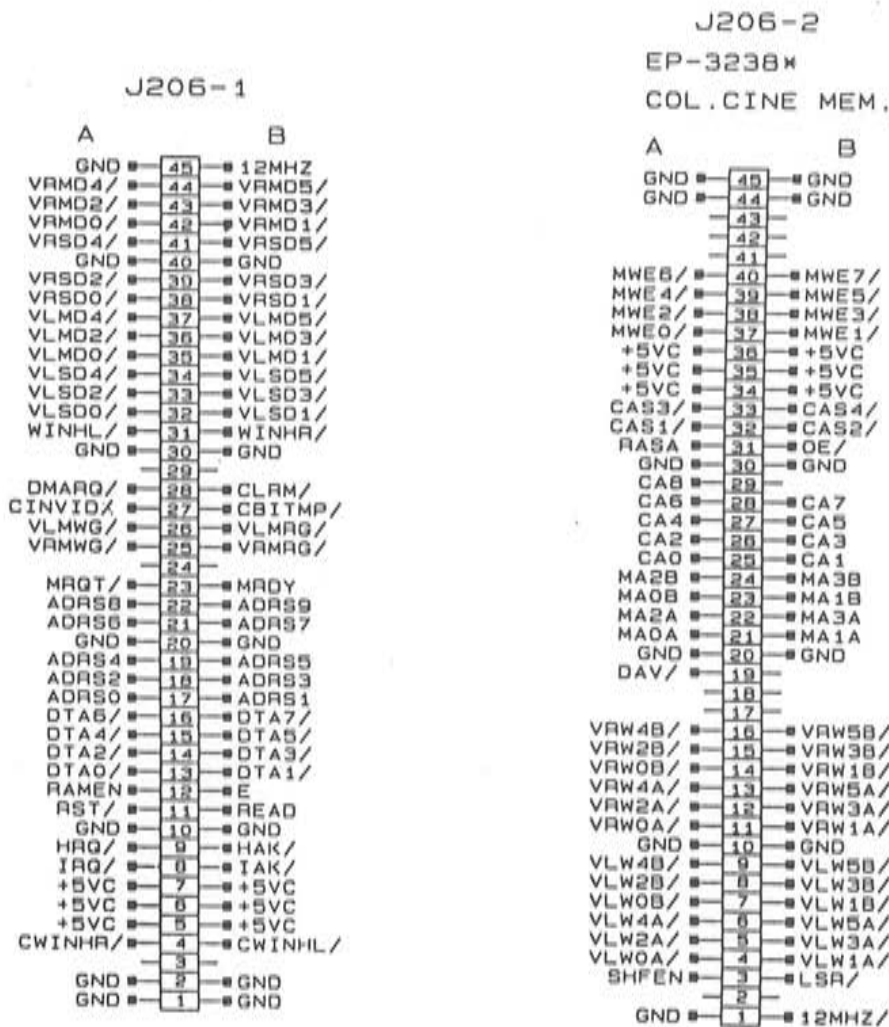 J206-1
A B
GND 45 12MHZ
VRMD4/ 44 VRMD5/
VRMD2/ 43 VRMD3/
VRMD0/ 42 VRMD1/
VRSD4/ 41 VRSD5/
GND 40 GND
VRSD2/ 39 VRSD3/
VRSD0/ 38 VRSD1/
VLMD4/ 37 VLMD5/
VLMD2/ 36 VLMD3/
VLMD0/ 35 VLMD1/
VLSD4/ 34 VLSD5/
VLSD2/ 33 VLSD3/
VLSD0/ 32 VLSD1/
WINHL/ 31 WINHR/
GND 30 GND
29
DMARQ/ 28 CLRM/
CINVID/ 27 CBITMP/
VLMWG/ 26 VLMRG/
VRMWG/ 25 VRMRG/
24
MRQT/ 23 MRDY
ADRS8 22 ADRS9
ADRS6 21 ADRS7
GND 20 GND
ADRS4 19 ADRS5
ADRS2 18 ADRS3
ADRS0 17 ADRS1
DTA6/ 16 DTA7/
DTA4/ 15 DTA5/
DTA2/ 14 DTA3/
DTA0/ 13 DTA1/
RAMEN 12 E
RST/ 11 READ
GND 10 GND
HRQ/ 9 HAK/
IRQ/ 8 IAK/
+5VC 7 +5VC
+5VC 6 +5VC
+5VC 5 +5VC
CWINHR/ 4 CWINHL/
3
GND 2 GND
GND 1 GND
J206-2
EP-3238*
COL.CINE MEM.
A B
GND 45 GND
GND 44 GND
43
42
41
MWE6/ 40 MWE7/
MWE4/ 39 MWE5/
MWE2/ 38 MWE3/
MWE0/ 37 MWE1/
+5VC 36 +5VC
+5VC 35 +5VC
+5VC 34 +5VC
CAS3/ 33 CAS4/
CAS1/ 32 CAS2/
RASA 31 OE/
GND 30 GND
CA8 29
CA6 28 CA7
CA4 27 CA5
CA2 26 CA3
CA0 25 CA1
MA2B 24 MA3B
MA0B 23 MA1B
MA2A 22 MA3A
MA0A 21 MA1A
GND 20 GND
DAV/ 19
18
17
VRW4B/ 16 VRW5B/
VRW2B/ 15 VRW3B/
VRW0B/ 14 VRW1B/
VRW4A/ 13 VRW5A/
VRW2A/ 12 VRW3A/
VRW0A/ 11 VRW1A/
GND 10 GND
VLW4B/ 9 VLW5B/
VLW2B/ 8 VLW3B/
VLW0B/ 7 VLW1B/
VLW4A/ 6 VLW5A/
VLW2A/ 5 VLW3A/
VLW0A/ 4 VLW1A/
SHFEN 3 LSR/
2
GND 1 12MHZ/